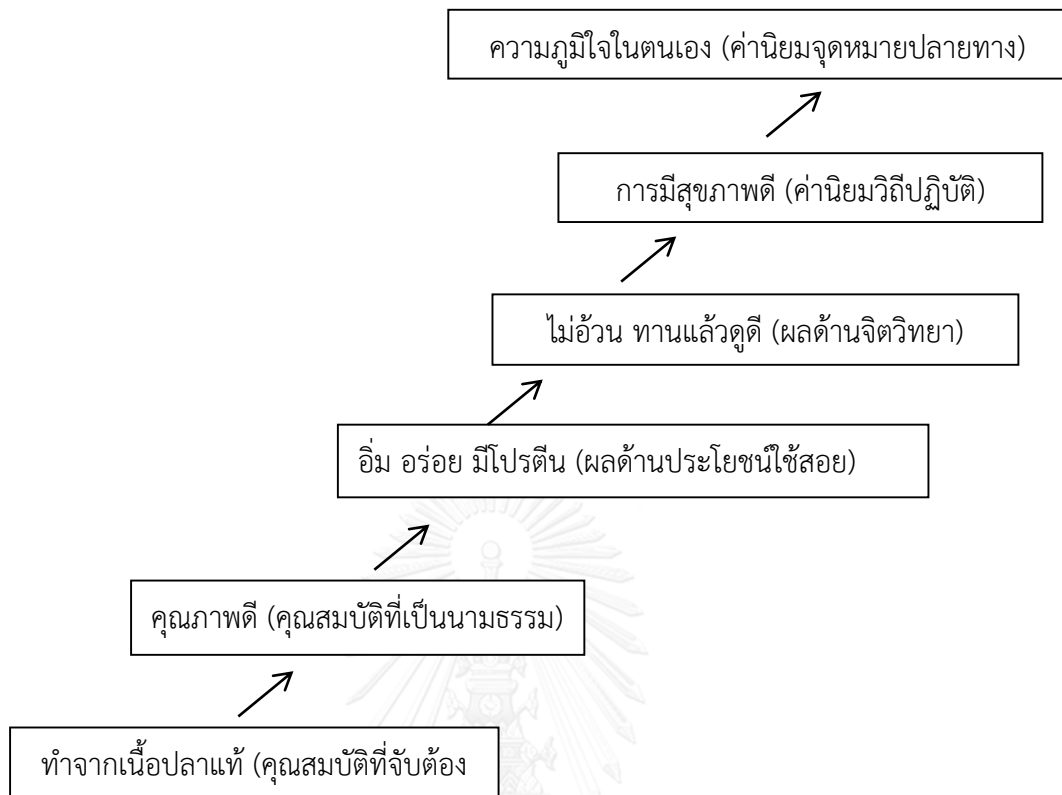 ความภูมิใจในตนเอง (ค่านิยมจุดหมายปลายทาง)
การมีสุขภาพดี (ค่านิยมวิถีปฏิบัติ)
ไม่อ้วน ทานแล้วดูดี (ผลด้านจิตวิทยา)
อิ่ม อร่อย มีโปรตีน (ผลด้านประโยชน์ใช้สอย)
คุณภาพดี (คุณสมบัติที่เป็นนามธรรม)
ทำจากเนื้อปลาแท้ (คุณสมบัติที่จับต้อง